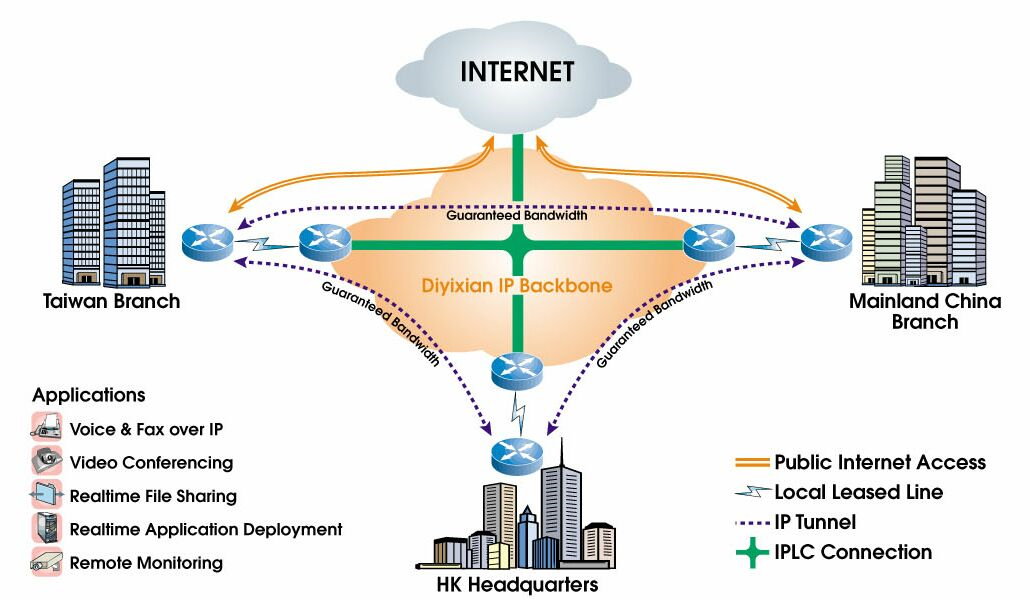 INTERNET
Guaranteed Bandwidth
Diyixian IP Backbone
Taiwan Branch
Mainland China
Branch
Guaranteed Bandwidth
Guaranteed Bandwidth
Applications
Voice & Fax over IP
Video Conferencing
Realtime File Sharing
Realtime Application Deployment
Remote Monitoring
HK Headquarters
Public Internet Access
Local Leased Line
IP Tunnel
IPLC Connection